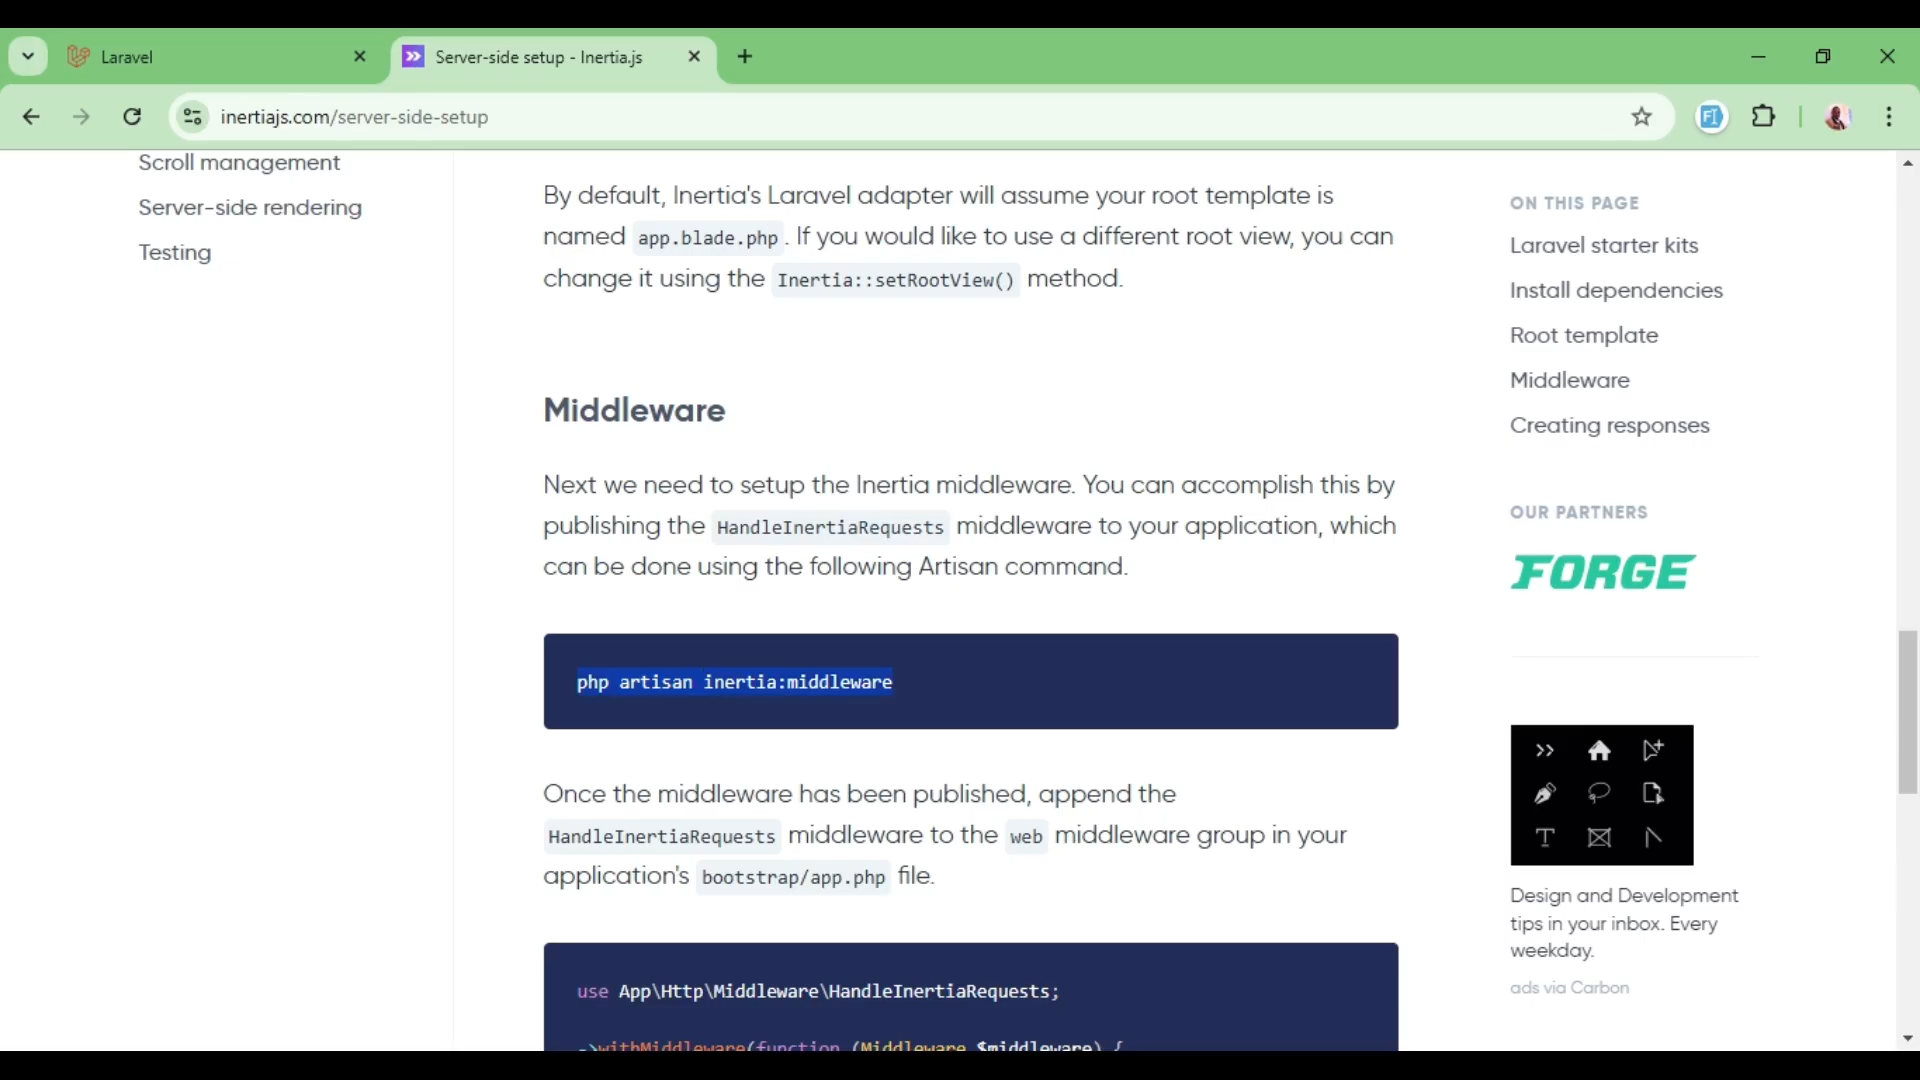 Laravel
Server-side setup - Inertia.js
inertiajs.com/server-side-setup
Scroll management
Server-side rendering
Testing
By default, Inertia's Laravel adapter will assume your root template is
named app.blade.php. If you would like to use a different root view, you can
change it using the Inertia::setRootView() method.
Middleware
Next we need to setup the Inertia middleware. You can accomplish this by
publishing the HandleInertiaRequests middleware to your application, which
can be done using the following Artisan command.
php artisan inertia:middleware
Once the middleware has been published, append the
HandleInertiaRequests middleware to the web middleware group in your
application's bootstrap/app.php file.
use App\Http\Middleware\HandleInertiaRequests;
->withMiddleware(function (Middleware $middleware) {
ON THIS PAGE
Laravel starter kits
Install dependencies
Root template
Middleware
Creating responses
OUR PARTNERS
FORGE
Design and Development
tips in your inbox. Every
weekday.
ads via Carbon